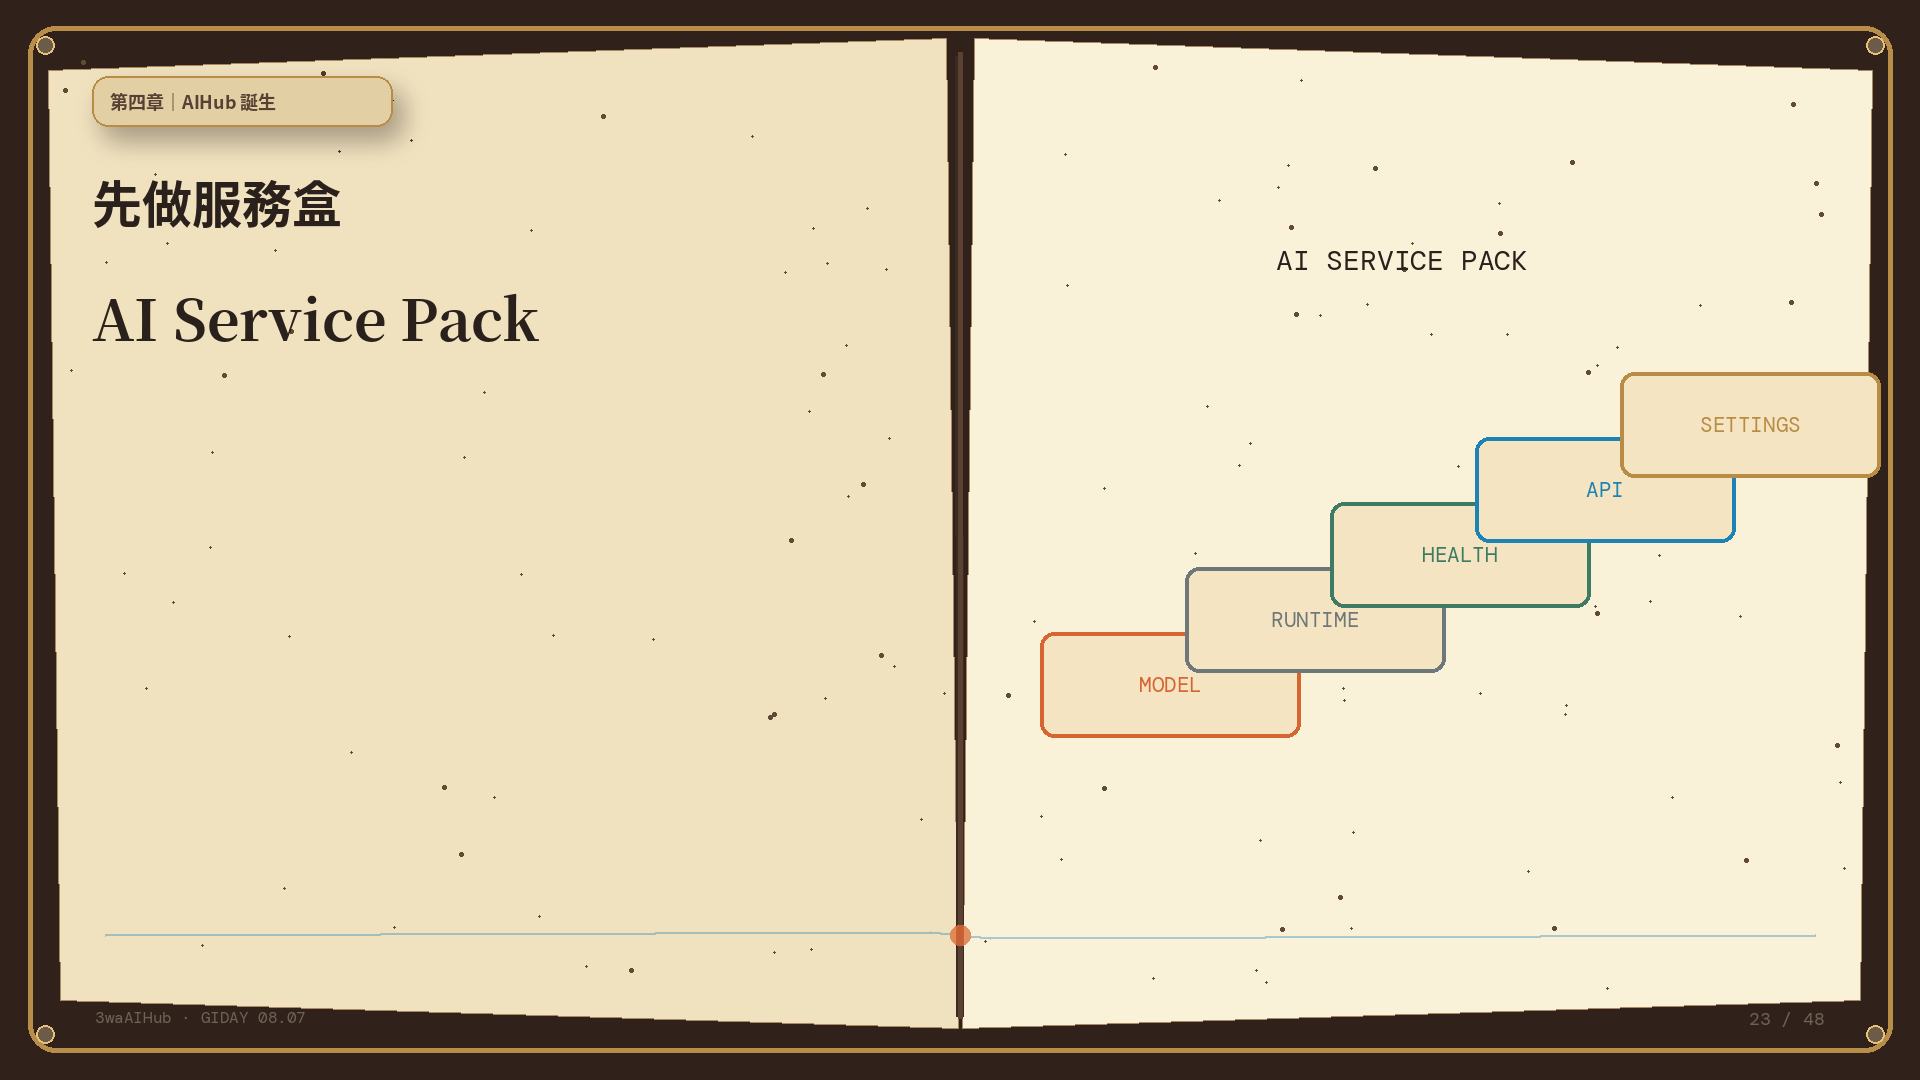 第四章｜AIHub 誕生
先做服務盒
AI Service Pack
AI SERVICE PACK
SETTINGS
API
HEALTH
RUNTIME
MODEL
3waAIHub · GIDAY 08.07
23 / 48